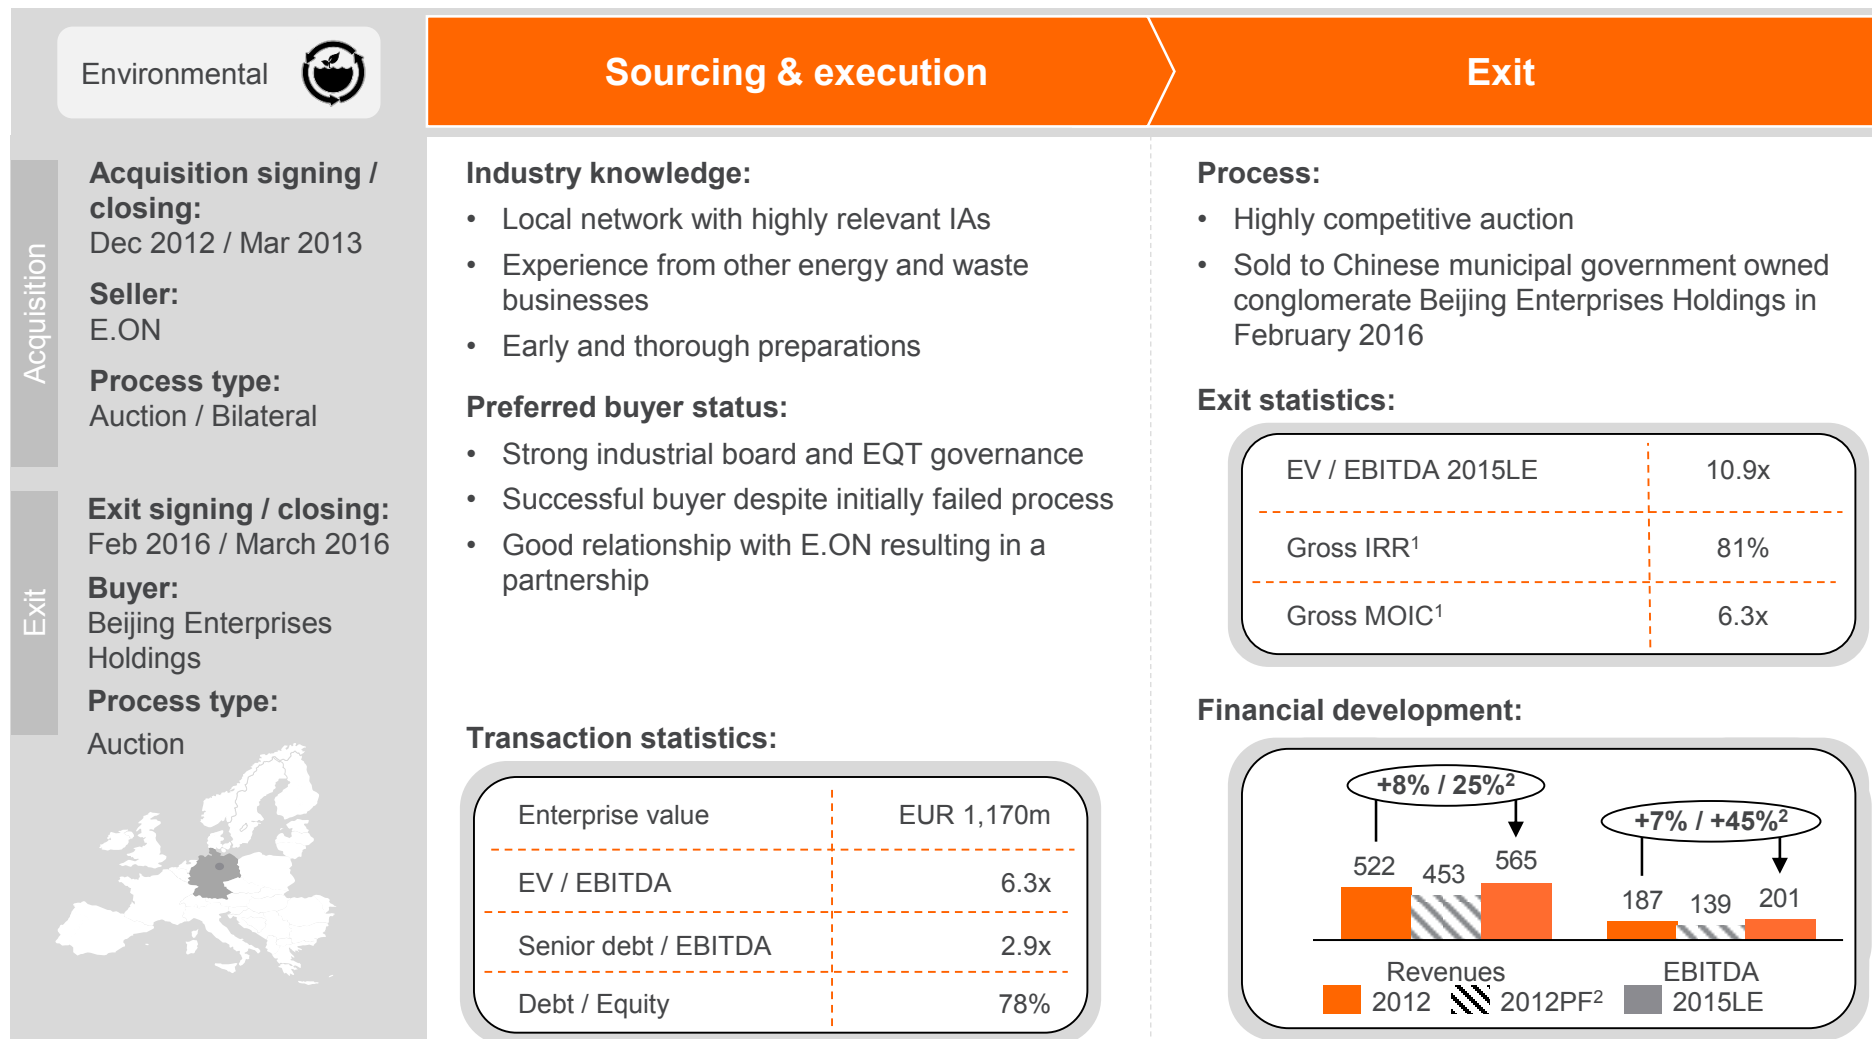 Environmental
Sourcing & execution
Exit
Acquisition
Acquisition signing /
closing:
Dec 2012 / Mar 2013
Seller:
E.ON
Process type:
Auction / Bilateral
Exit
Exit signing / closing:
Feb 2016 / March 2016
Buyer:
Beijing Enterprises
Holdings
Process type:
Auction
Industry knowledge:
• Local network with highly relevant IAs
• Experience from other energy and waste
businesses
• Early and thorough preparations
Preferred buyer status:
• Strong industrial board and EQT governance
• Successful buyer despite initially failed process
• Good relationship with E.ON resulting in a
partnership
Transaction statistics:
Enterprise value EUR 1,170m
EV / EBITDA 6.3x
Senior debt / EBITDA 2.9x
Debt / Equity 78%
Process:
• Highly competitive auction
• Sold to Chinese municipal government owned
conglomerate Beijing Enterprises Holdings in
February 2016
Exit statistics:
EV / EBITDA 2015LE 10.9x
Gross IRR¹ 81%
Gross MOIC¹ 6.3x
Financial development:
+8% / 25%²
+7% / +45%²
522 453 565
187 139 201
Revenues EBITDA
2012 2012PF² 2015LE